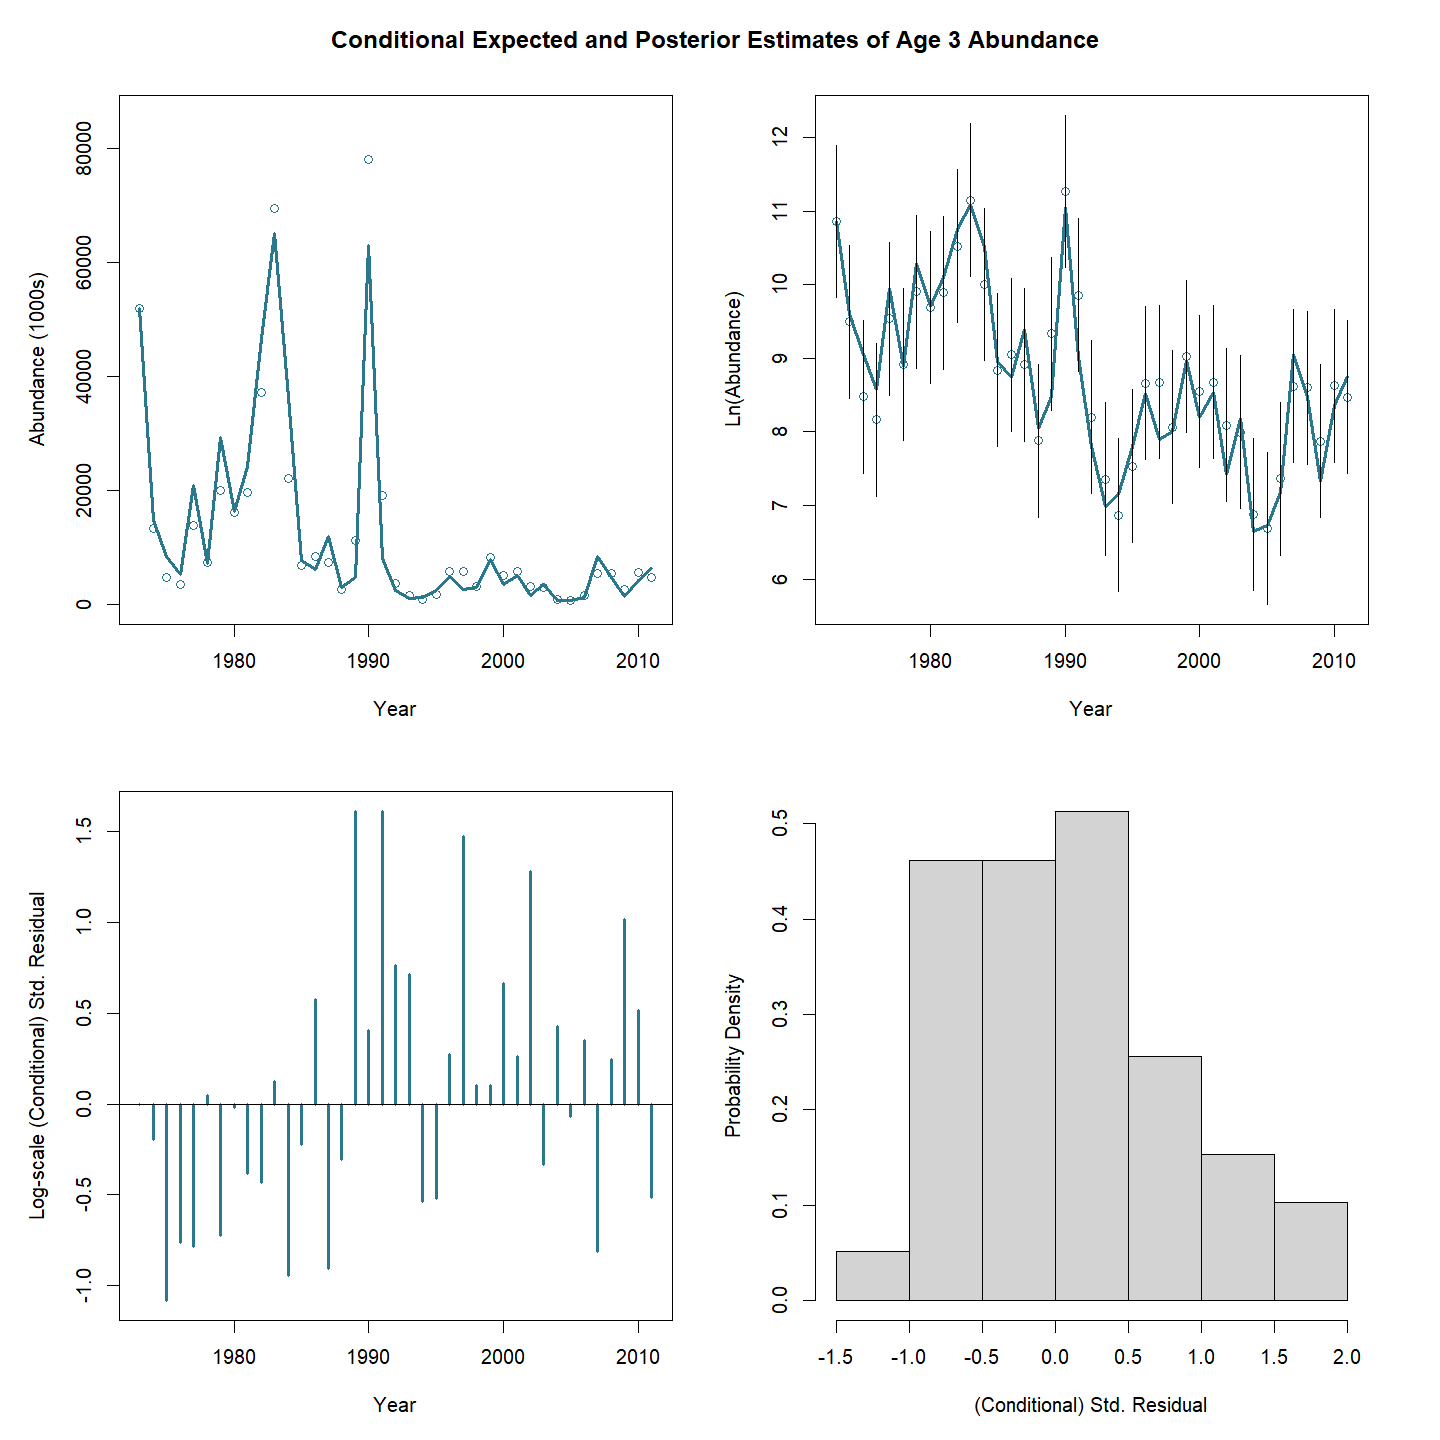 Conditional Expected and Posterior Estimates of Age 3 Abundance
Abundance (1000s)
80000
60000
40000
20000
0
1980 1990 2000 2010
Year
Ln(Abundance)
12
11
10
9
8
7
6
1980 1990 2000 2010
Year
Log-scale (Conditional) Std. Residual
1.5
1.0
0.5
0.0
-0.5
-1.0
1980 1990 2000 2010
Year
Probability Density
0.5
0.4
0.3
0.2
0.1
0.0
-1.5 -1.0 -0.5 0.0 0.5 1.0 1.5 2.0
(Conditional) Std. Residual